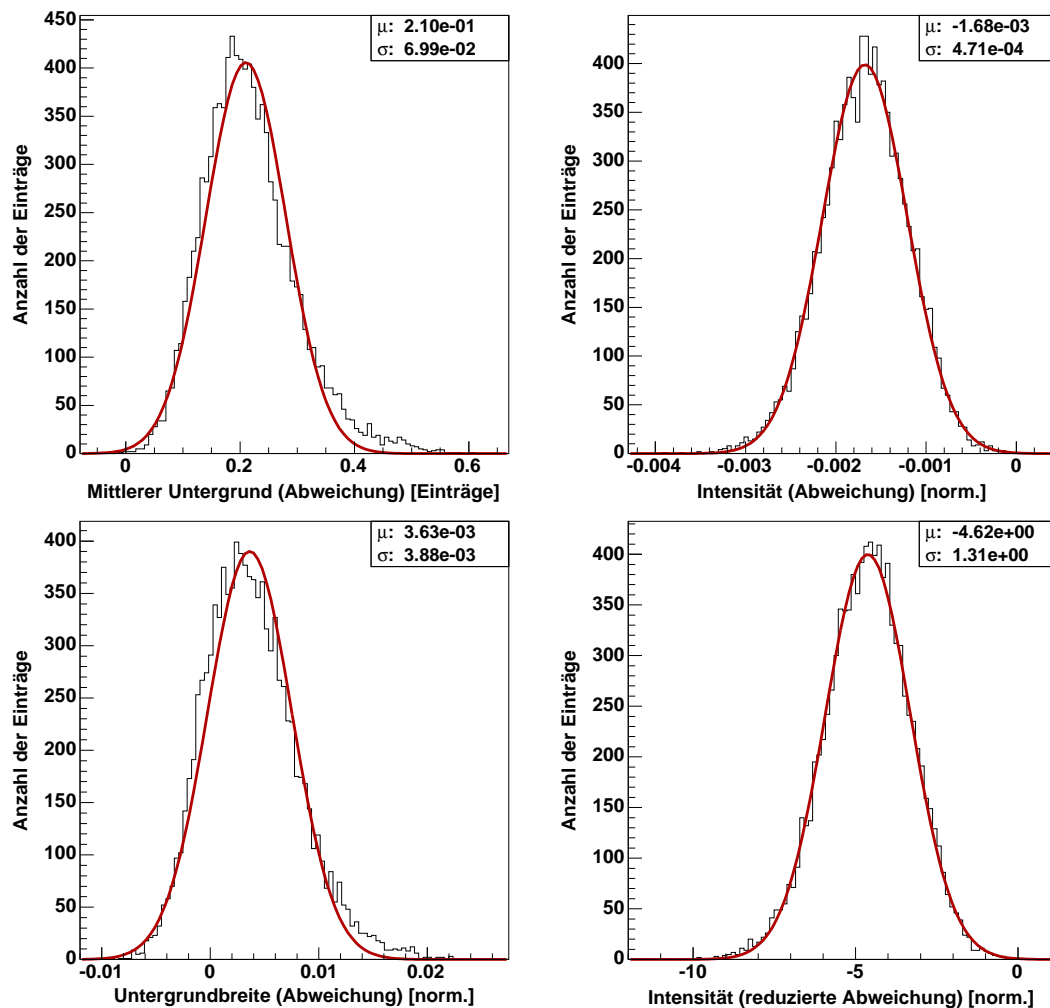 μ: 2.10e-01
σ: 6.99e-02
450
400
350
300
250
200
150
100
50
0
Anzahl der Einträge
0 0.2 0.4 0.6
Mittlerer Untergrund (Abweichung) [Einträge]
μ: -1.68e-03
σ: 4.71e-04
400
350
300
250
200
150
100
50
0
Anzahl der Einträge
-0.004 -0.003 -0.002 -0.001 0
Intensität (Abweichung) [norm.]
μ: 3.63e-03
σ: 3.88e-03
400
350
300
250
200
150
100
50
0
Anzahl der Einträge
-0.01 0 0.01 0.02
Untergrundbreite (Abweichung) [norm.]
μ: -4.62e+00
σ: 1.31e+00
400
350
300
250
200
150
100
50
0
Anzahl der Einträge
-10 -5 0
Intensität (reduzierte Abweichung) [norm.]